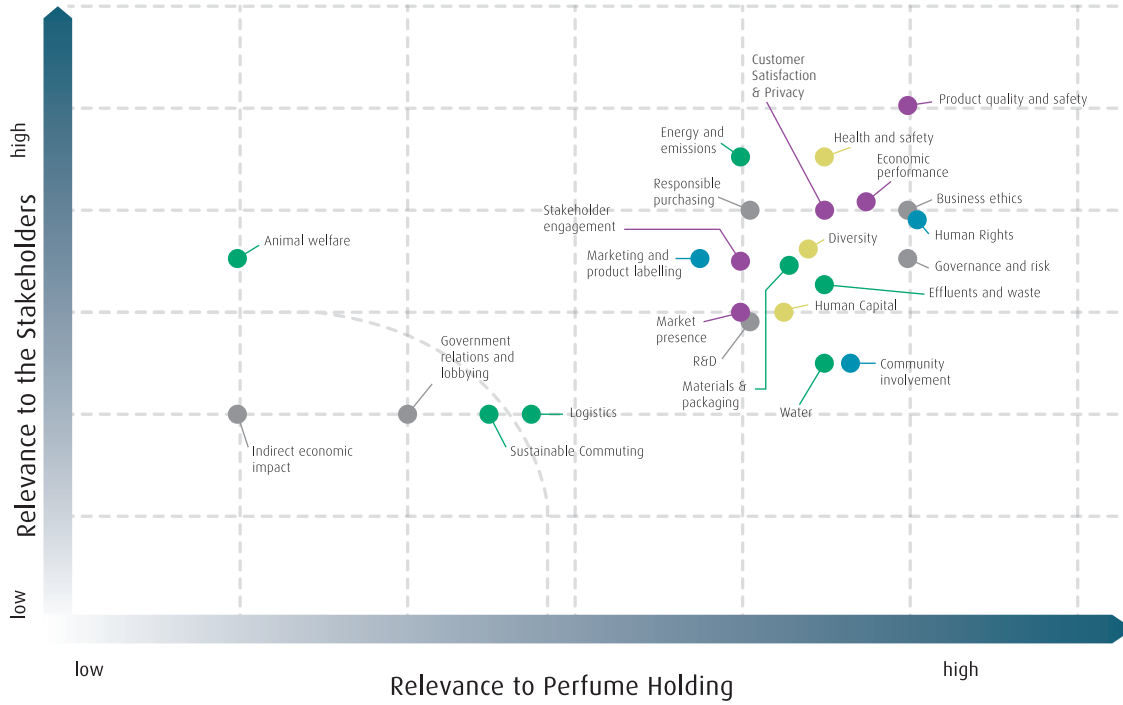 Customer
Satisfaction
& Privacy
Product quality and safety
Energy and
emissions
Health and safety
Economic
performance
Responsible
purchasing
Business ethics
Stakeholder
engagement
Human Rights
Animal welfare
Diversity
Marketing and
product labelling
Governance and risk
Effluents and waste
Human Capital
Market
presence
Government
relations and
lobbying
R&D
Community
involvement
Materials &
packaging
Water
Logistics
Indirect economic
impact
Sustainable Commuting
high
Relevance to the Stakeholders
low
low
high
Relevance to Perfume Holding